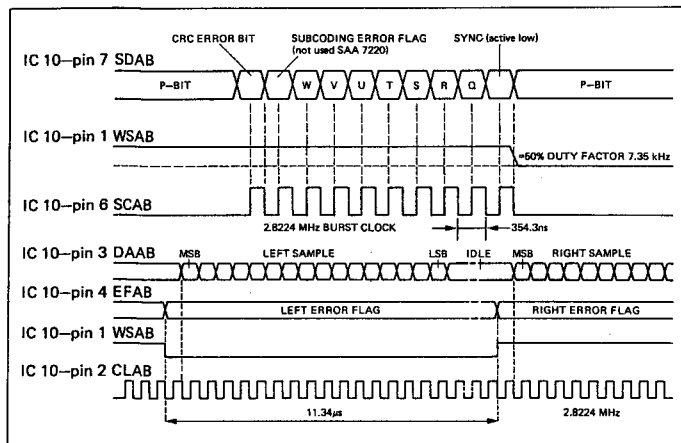 CRC ERROR BIT
SUBCODING ERROR FLAG
(not used SAA 7220)
SYNC (active low)
IC 10—pin 7 SDAB
P-BIT
W V U T S R Q
P-BIT
IC 10—pin 1 WSAB
≈60% DUTY FACTOR 7.35 kHz
IC 10—pin 6 SCAB
2.8224 MHz BURST CLOCK
354.3ns
IC 10—pin 3 DAAB
MSB
LEFT SAMPLE
LSB
IDLE
MSB
RIGHT SAMPLE
IC 10—pin 4 EFAB
LEFT ERROR FLAG
RIGHT ERROR FLAG
IC 10—pin 1 WSAB
IC 10—pin 2 CLAB
11.34µs
2.8224 MHz